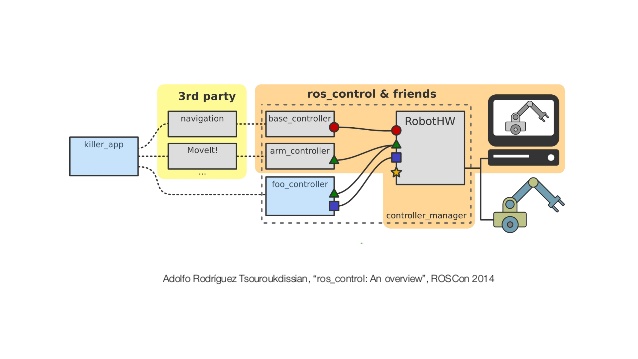 3rd party
ros_control & friends
navigation
base_controller
RobotHW
killer_app
MoveIt!
arm_controller
...
foo_controller
controller_manager
Adolfo Rodríguez Tsouroukdissian, “ros_control: An overview”, ROSCon 2014